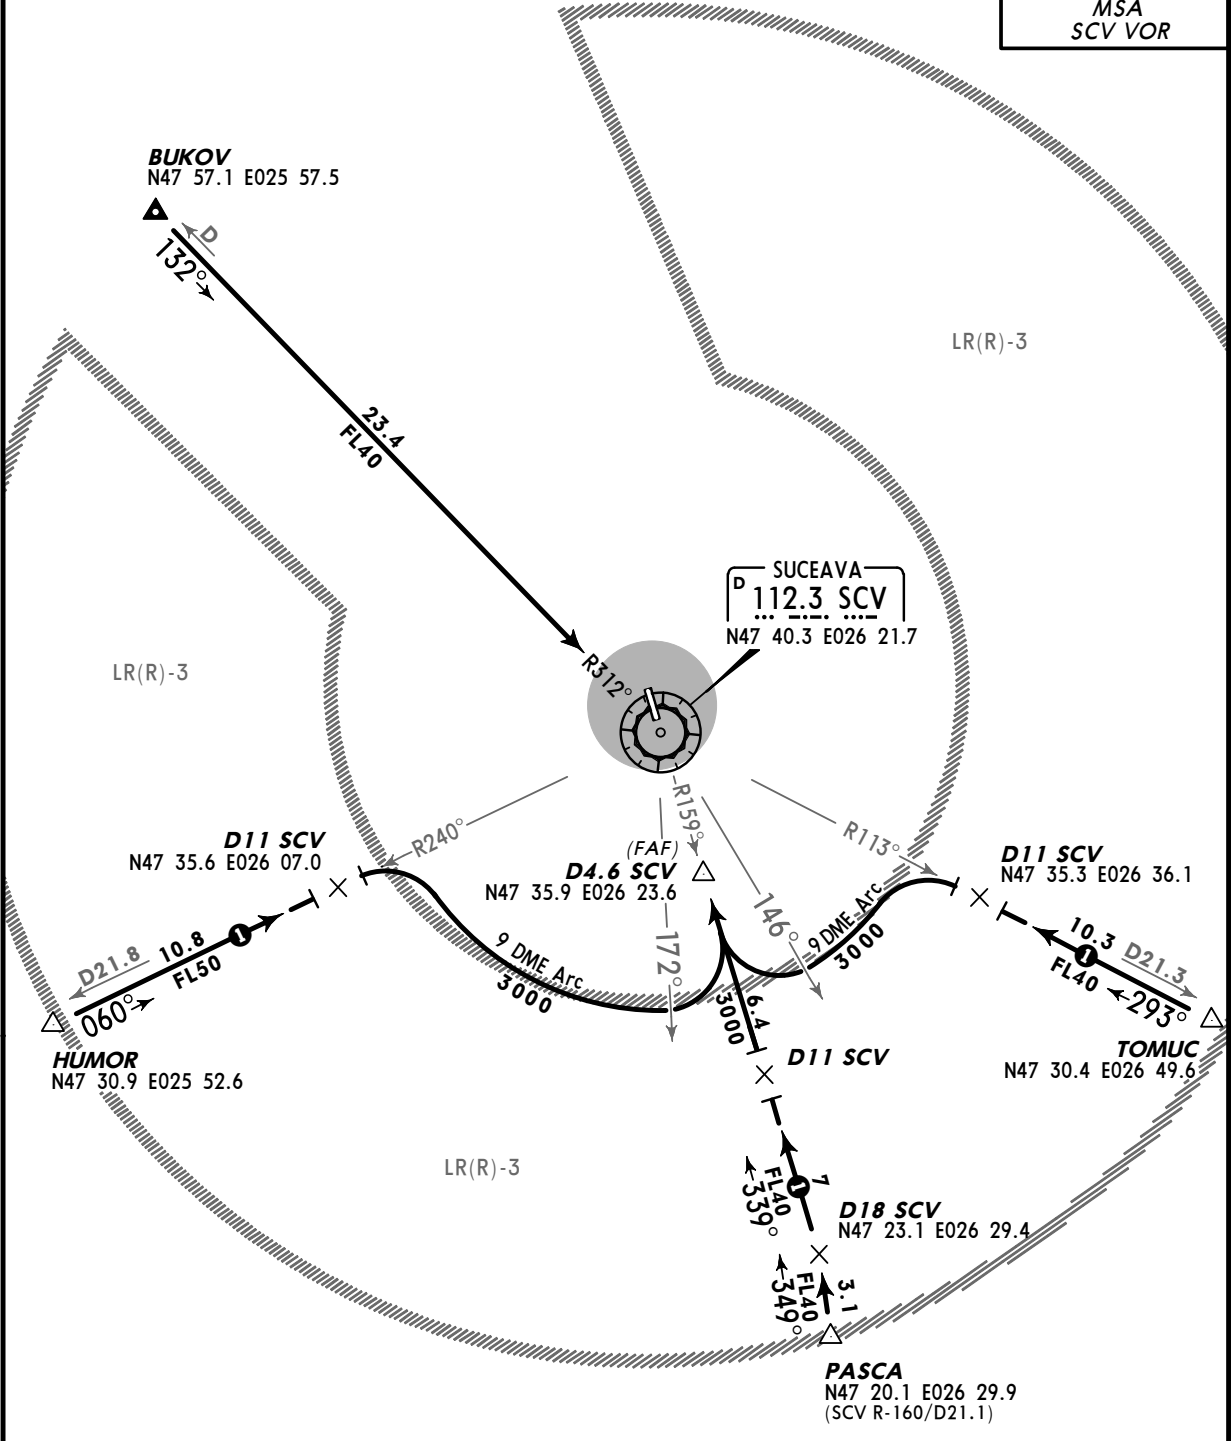 MSA
SCV VOR
BUKOV
N47 57.1 E025 57.5
D
132°
LR(R)-3
23.4
FL40
SUCEAVA
D 112.3 SCV
N47 40.3 E026 21.7
R312°
LR(R)-3
R159°
R240°
R113°
D11 SCV
N47 35.6 E026 07.0
(FAF)
D4.6 SCV
N47 35.9 E026 23.6
D11 SCV
N47 35.3 E026 36.1
146°
172°
9 DME Arc
3000
9 DME Arc
3000
D21.8
10.8
FL50
060°
10.3
D21.3
FL40
293°
HUMOR
N47 30.9 E025 52.6
6.4
3000
D11 SCV
TOMUC
N47 30.4 E026 49.6
LR(R)-3
7
FL40
339°
D18 SCV
N47 23.1 E026 29.4
3.1
FL40
349°
PASCA
N47 20.1 E026 29.9
(SCV R-160/D21.1)
1
1
1